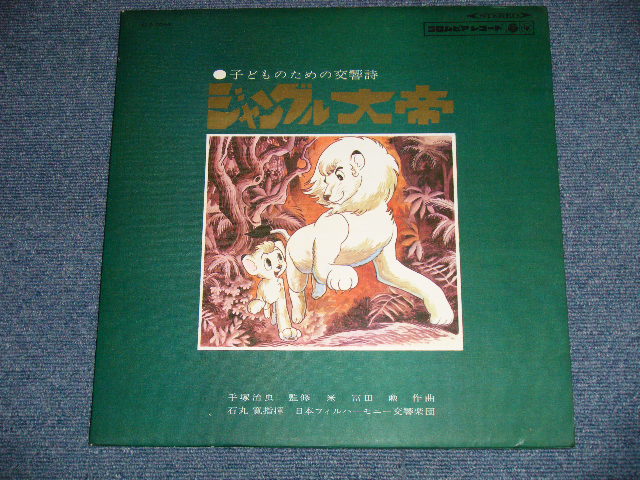 コロムビアレコード
●子どものための交響詩
ジャングル大帝
手塚治虫 監修 冨田 勲 作曲
石丸 寛指揮 日本フィルハーモニー交響楽団